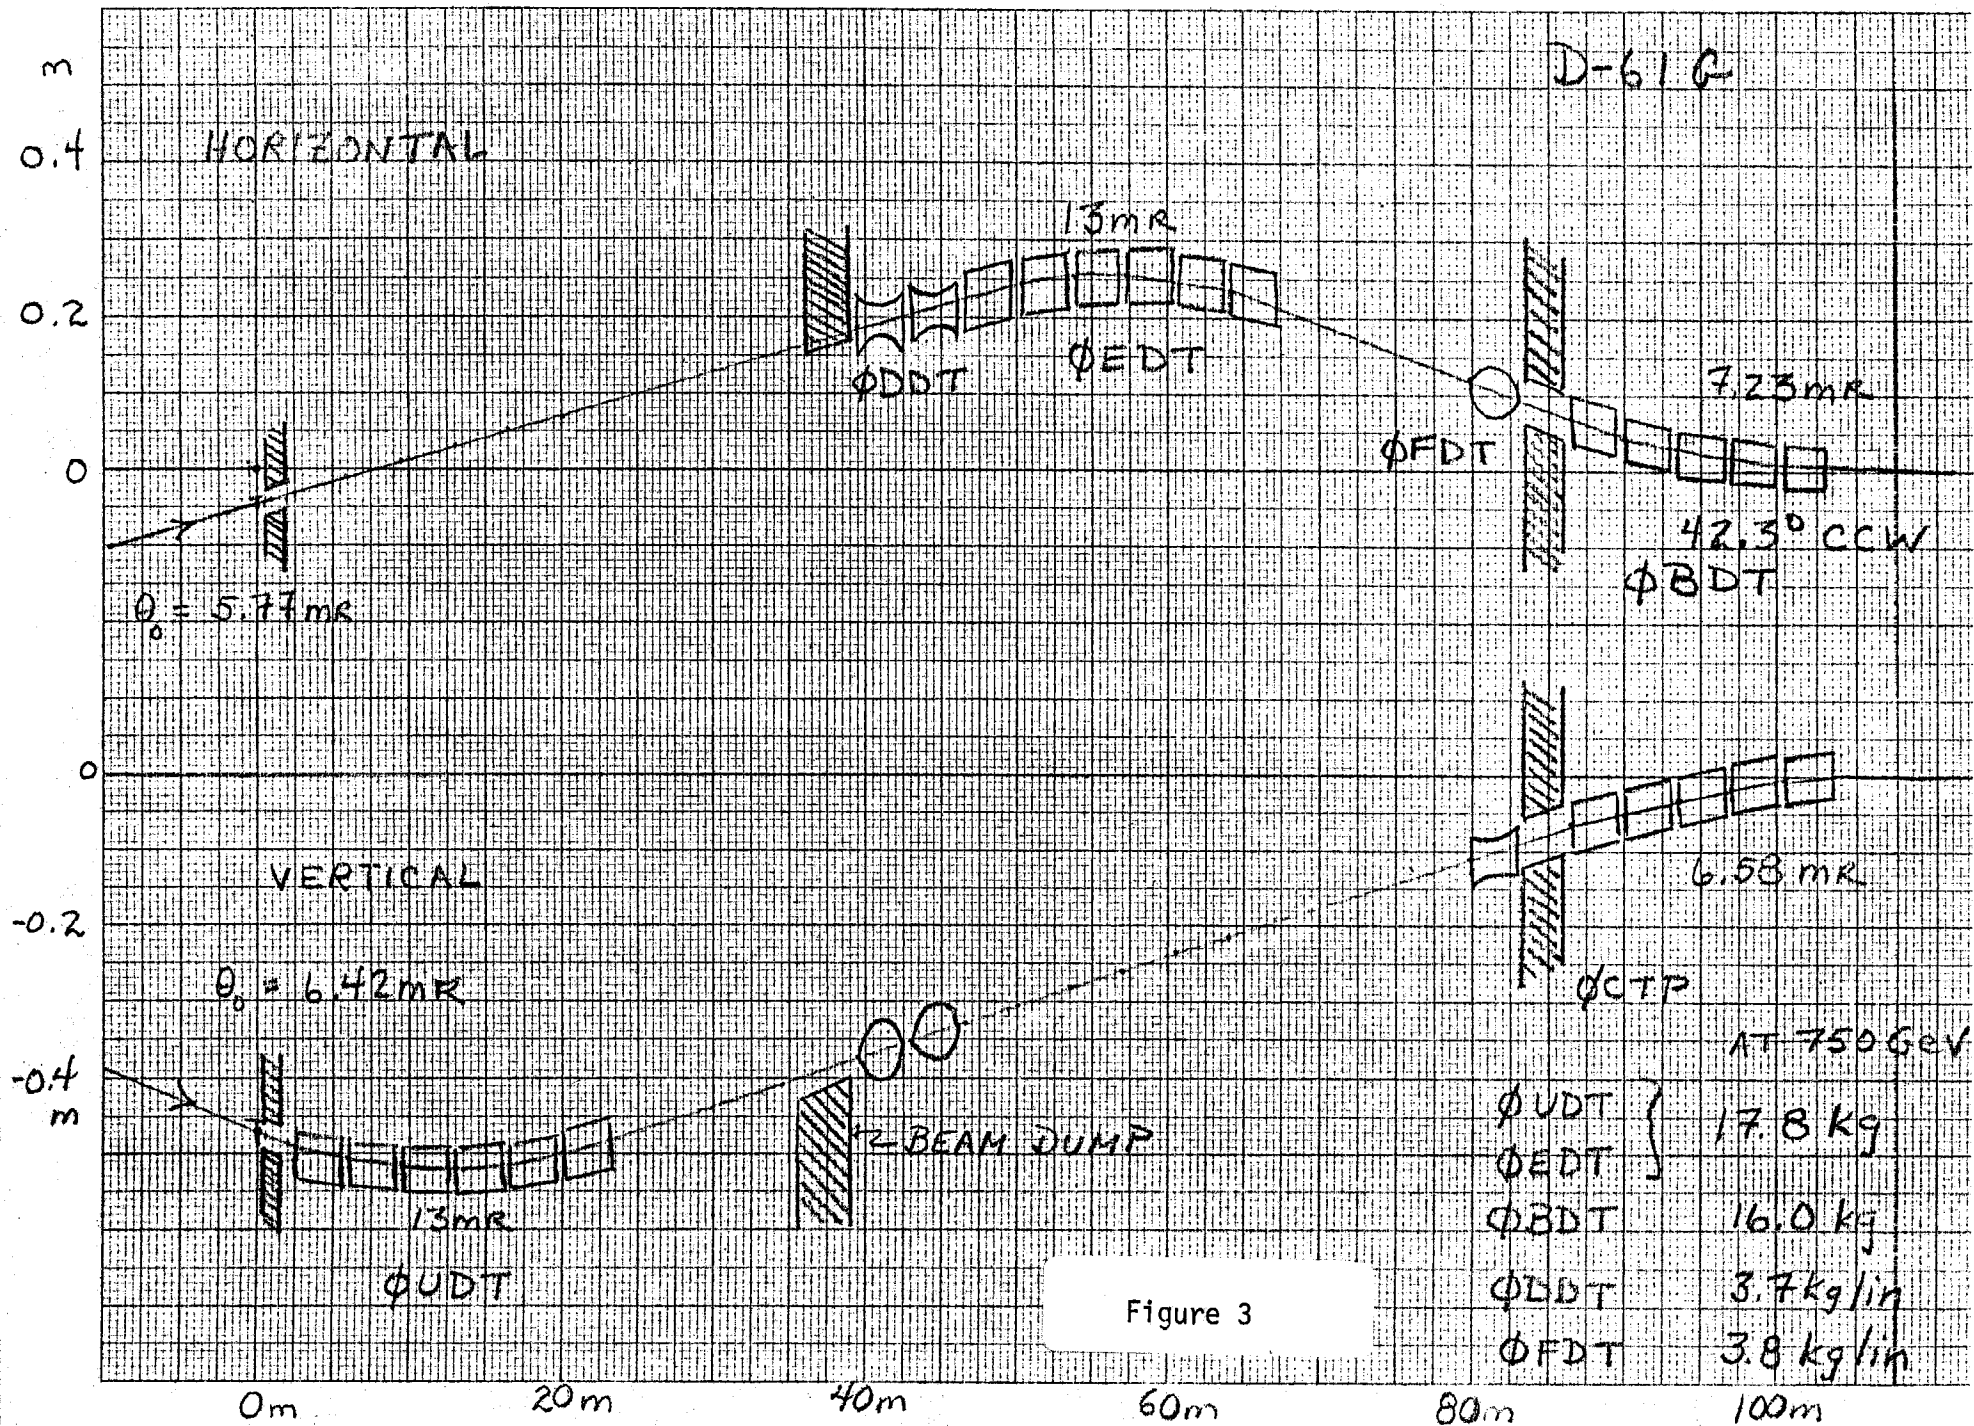 D-61 G
m
HORIZONTAL
0.4
13mR
0.2
ϕEDT
ϕDDT
7.23mR
ϕFDT
0
42.3° CCW
ϕBDT
θ₀ = 5.77mR
0
VERTICAL
6.58 mR
-0.2
θ₀ = 6.42mR
ϕCTP
AT 750 GeV
-0.4
m
ϕUDT
ϕEDT } 17.8 kg
BEAM DUMP
13mR
ϕBDT 16.0 kg
ϕUDT
ϕDDT 3.7kg/in
Figure 3
ϕFDT 3.8 kg/in
0m 20m 40m 60m 80m 100m